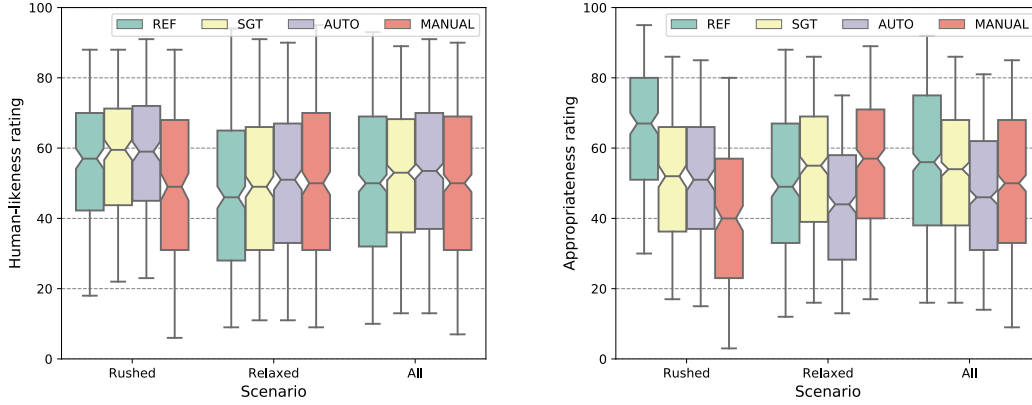 REF SGT AUTO MANUAL
Human-likeness rating
100
80
60
40
20
0
Rushed Relaxed All
Scenario
REF SGT AUTO MANUAL
Appropriateness rating
100
80
60
40
20
0
Rushed Relaxed All
Scenario